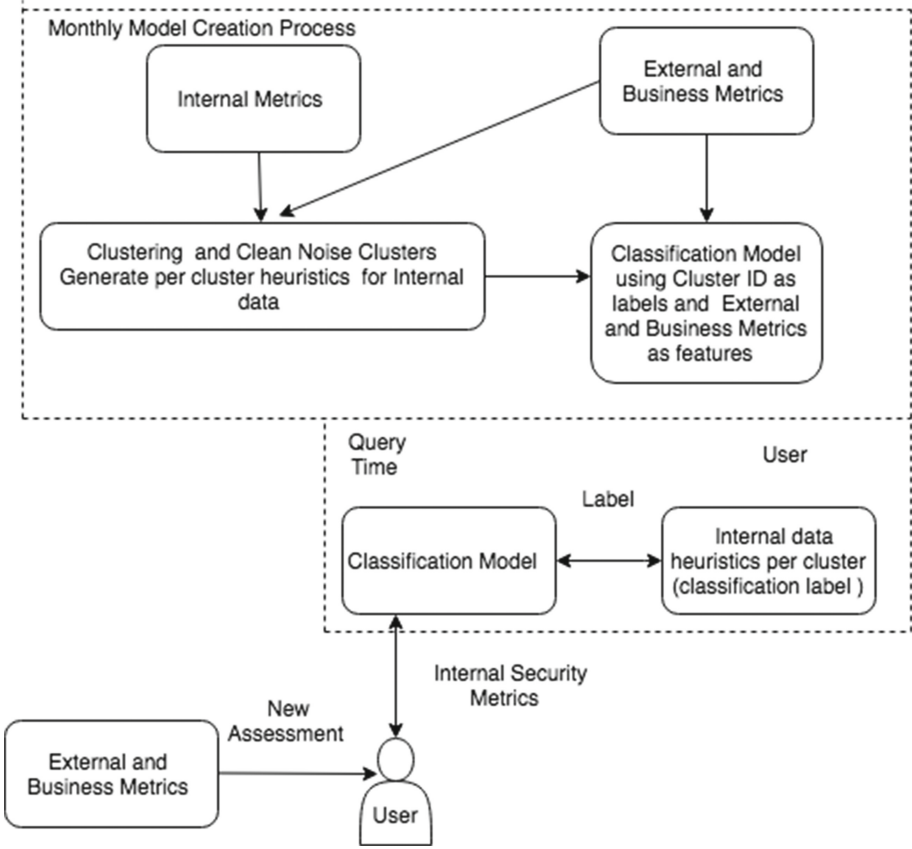 Monthly Model Creation Process
Internal Metrics
External and
Business Metrics
Clustering and Clean Noise Clusters
Generate per cluster heuristics for Internal
data
Classification Model
using Cluster ID as
labels and External
and Business Metrics
as features
Query
Time
User
Label
Classification Model
Internal data
heuristics per cluster
(classification label )
Internal Security
Metrics
New
Assessment
External and
Business Metrics
User